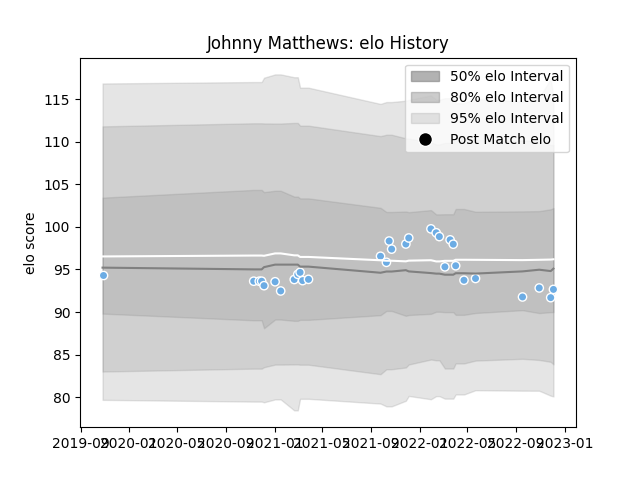 Johnny Matthews: elo History
50% elo Interval
80% elo Interval
95% elo Interval
Post Match elo
elo score
115
110
105
100
95
90
85
80
2019-09 2020-01 2020-05 2020-09 2021-01 2021-05 2021-09 2022-01 2022-05 2022-09 2023-01